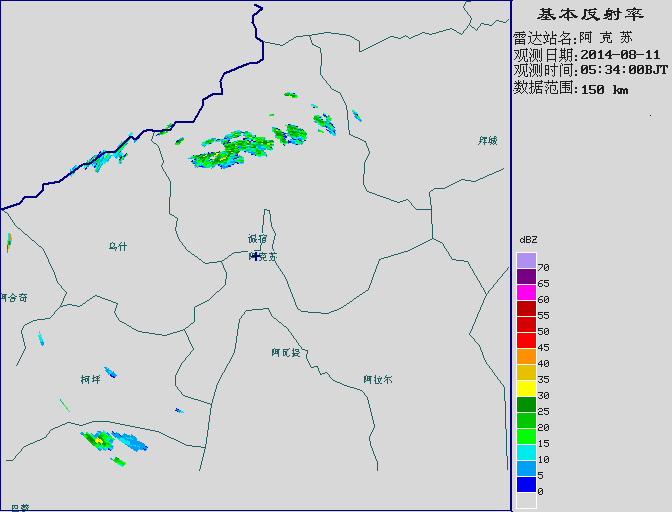 基本反射率
雷达站名:阿 克 苏
观测日期:2014-08-11
观测时间:05:34:00BJT
数据范围:150 km
拜城
温宿
阿克苏
乌什
阿合奇
阿瓦提
柯坪
阿拉尔
巴楚
dBZ
70
65
60
55
50
45
40
35
30
25
20
15
10
5
0